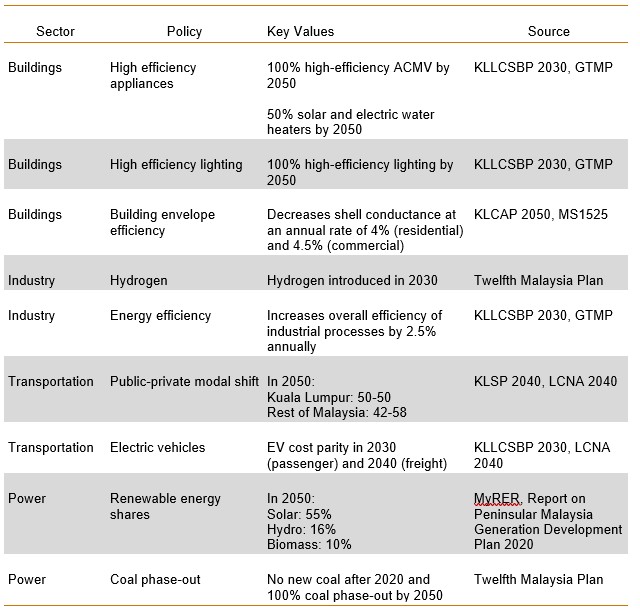 Sector Policy Key Values Source
Buildings High efficiency appliances 100% high-efficiency ACMV by 2050 KLLCSBP 2030, GTMP
50% solar and electric water heaters by 2050
Buildings High efficiency lighting 100% high-efficiency lighting by 2050 KLLCSBP 2030, GTMP
Buildings Building envelope efficiency Decreases shell conductance at an annual rate of 4% (residential) and 4.5% (commercial) KLCAP 2050, MS1525
Industry Hydrogen Hydrogen introduced in 2030 Twelfth Malaysia Plan
Industry Energy efficiency Increases overall efficiency of industrial processes by 2.5% annually KLLCSBP 2030, GTMP
Transportation Public-private modal shift In 2050: Kuala Lumpur: 50-50 Rest of Malaysia: 42-58 KLSP 2040, LCNA 2040
Transportation Electric vehicles EV cost parity in 2030 (passenger) and 2040 (freight) KLLCSBP 2030, LCNA 2040
Power Renewable energy shares In 2050: Solar: 55% Hydro: 16% Biomass: 10% MyRER, Report on Peninsular Malaysia Generation Development Plan 2020
Power Coal phase-out No new coal after 2020 and 100% coal phase-out by 2050 Twelfth Malaysia Plan